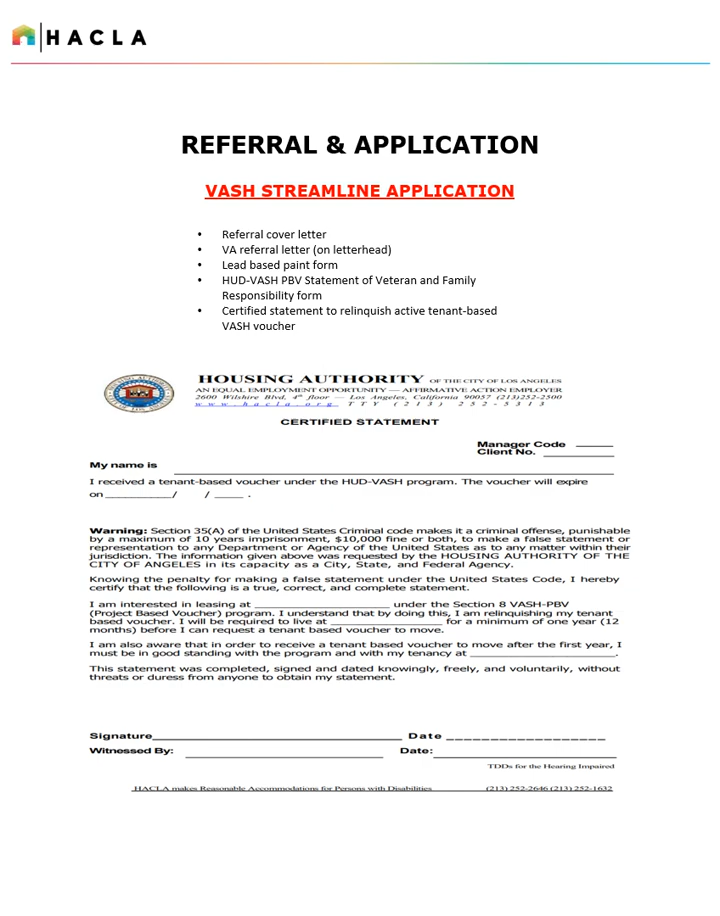 HACLA
REFERRAL & APPLICATION
VASH STREAMLINE APPLICATION
• Referral cover letter
• VA referral letter (on letterhead)
• Lead based paint form
• HUD-VASH PBV Statement of Veteran and Family
Responsibility form
• Certified statement to relinquish active tenant-based
VASH voucher
HOUSING AUTHORITY OF THE CITY OF LOS ANGELES
AN EQUAL EMPLOYMENT OPPORTUNITY — AFFIRMATIVE ACTION EMPLOYER
2600 Wilshire Blvd, 4th floor — Los Angeles, California 90057 (213)252-2500
www.hacla.org TTY (213) 252-5313
CERTIFIED STATEMENT
Manager Code ______
Client No. ______
My name is ______
I received a tenant-based voucher under the HUD-VASH program. The voucher will expire
on __________/ / ____ .
Warning: Section 35(A) of the United States Criminal code makes it a criminal offense, punishable
by a maximum of 10 years imprisonment, $10,000 fine or both, to make a false statement or
representation to any Department or Agency of the United States as to any matter within their
jurisdiction. The information given above was requested by the HOUSING AUTHORITY OF THE
CITY OF ANGELES in its capacity as a City, State, and Federal Agency.
Knowing the penalty for making a false statement under the United States Code, I hereby
certify that the following is a true, correct, and complete statement.
I am interested in leasing at ____________________ under the Section 8 VASH-PBV
(Project Based Voucher) program. I understand that by doing this, I am relinquishing my tenant
based voucher. I will be required to live at ________________ for a minimum of one year (12
months) before I can request a tenant based voucher to move.
I am also aware that in order to receive a tenant based voucher to move after the first year, I
must be in good standing with the program and with my tenancy at ____________________.
This statement was completed, signed and dated knowingly, freely, and voluntarily, without
threats or duress from anyone to obtain my statement.
Signature______________________________ Date __________________
Witnessed By: ______________________________ Date:__________________
TDDs for the Hearing Impaired
HACLA makes Reasonable Accommodations for Persons with Disabilities (213) 252-2646 (213) 252-1632